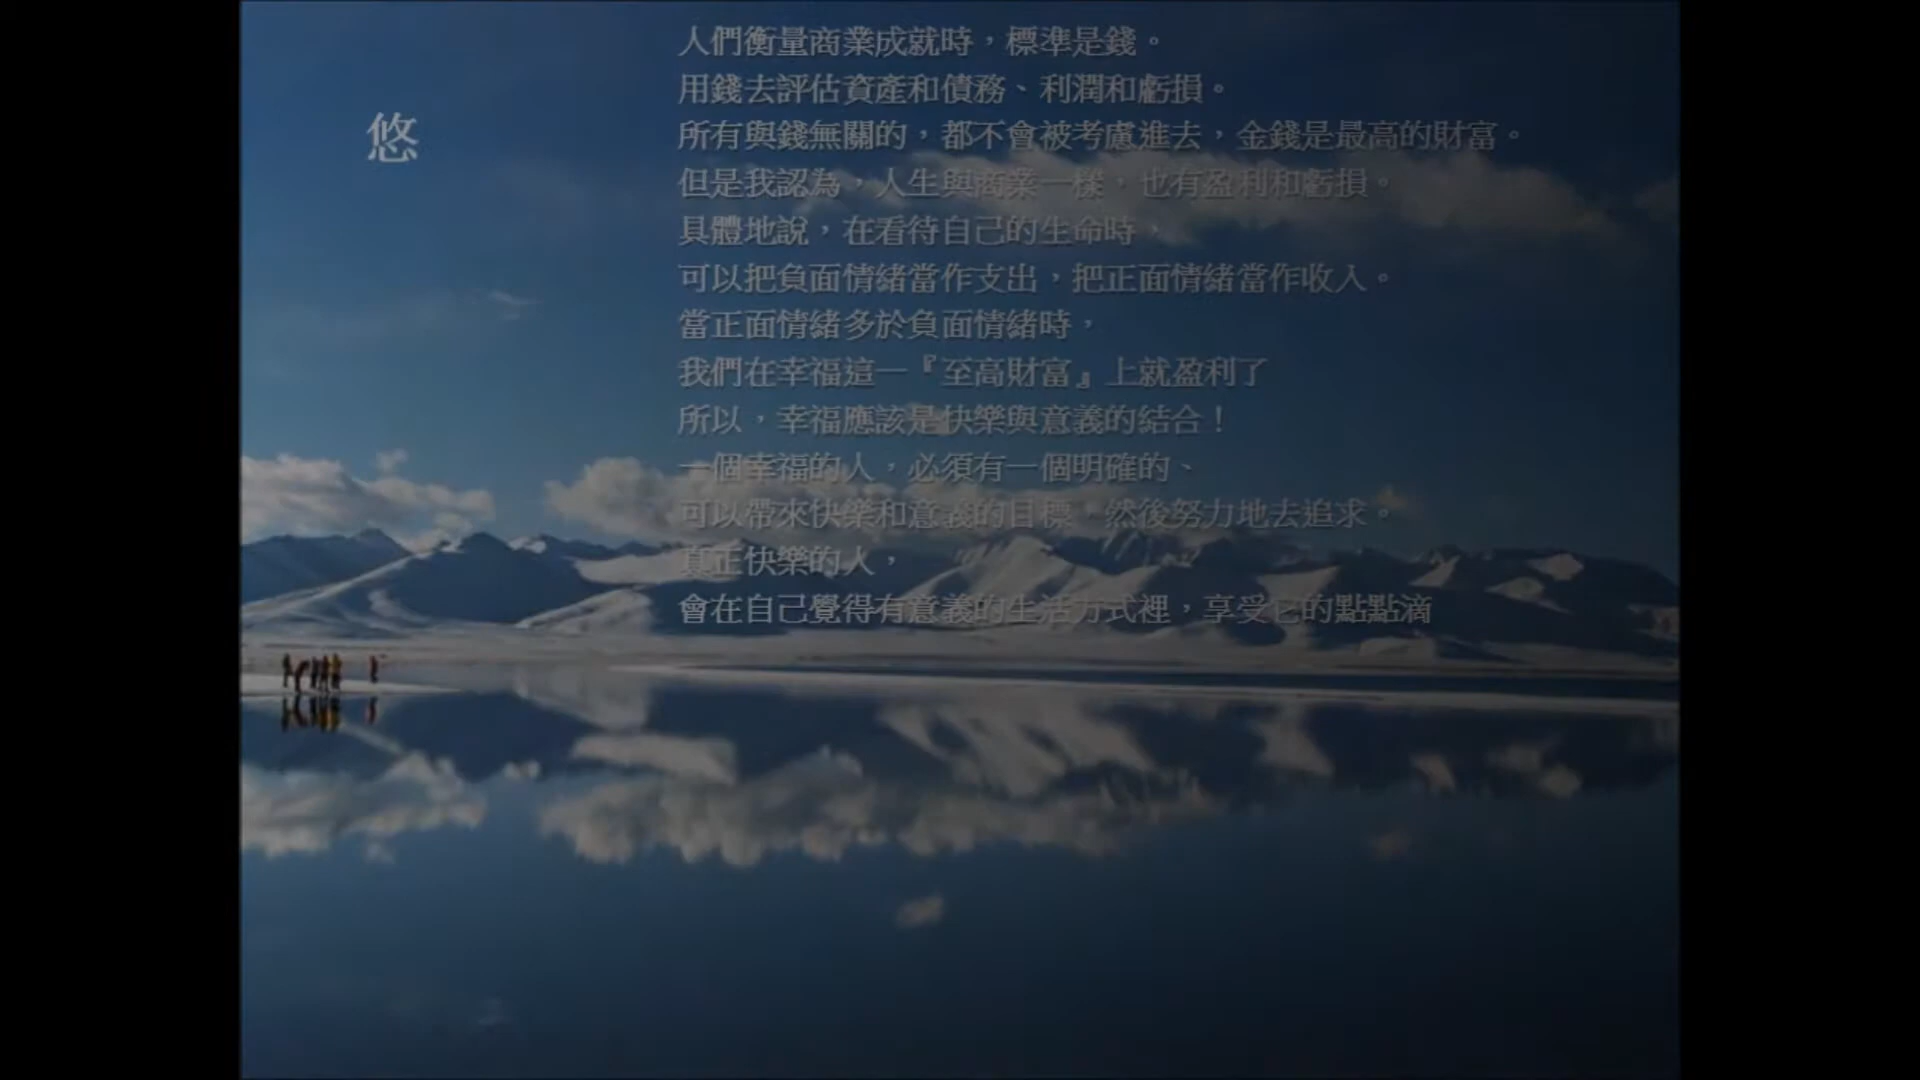 悠
人們衡量商業成就時，標準是錢。
用錢去評估資產和債務、利潤和虧損。
所有與錢無關的，都不會被考慮進去，金錢是最高的財富。
但是我認為，人生與商業一樣，也有盈利和虧損。
具體地說，在看待自己的生命時，
可以把負面情緒當作支出，把正面情緒當作收入。
當正面情緒多於負面情緒時，
我們在幸福這一『至高財富』上就盈利了
所以，幸福應該是快樂與意義的結合！
一個幸福的人，必須有一個明確的、
可以帶來快樂和意義的目標，然後努力地去追求。
真正快樂的人，
會在自己覺得有意義的生活方式裡，享受它的點點滴